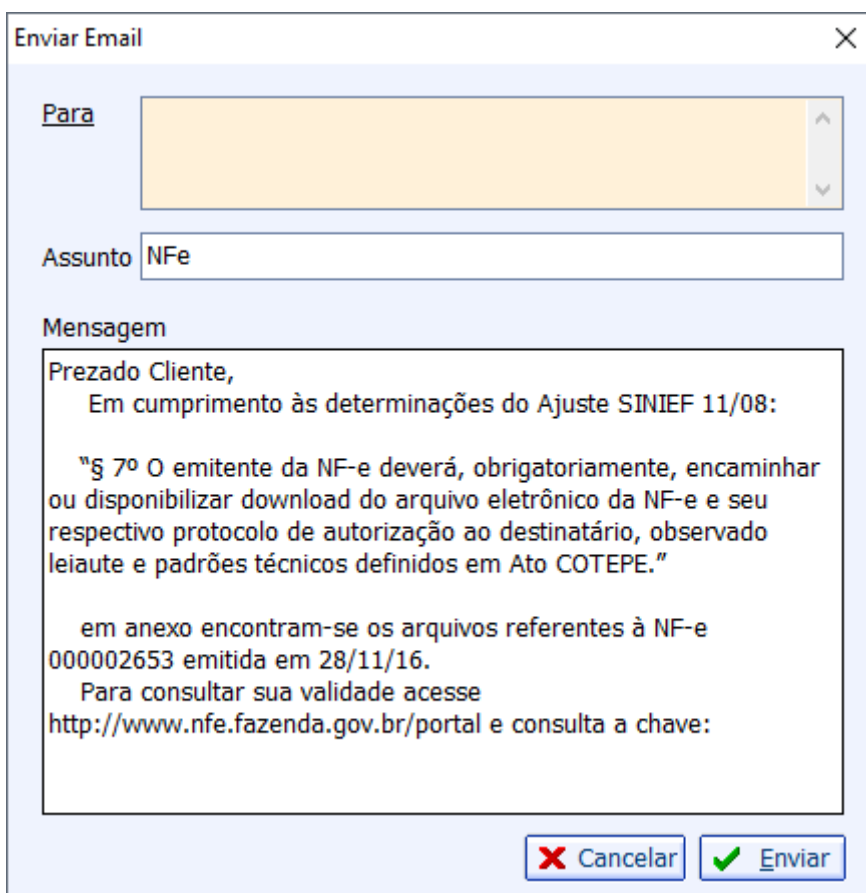 Enviar Email
Para
Assunto NFe
Mensagem
Prezado Cliente,
Em cumprimento às determinações do Ajuste SINIEF 11/08:
“§ 7º O emitente da NF-e deverá, obrigatoriamente, encaminhar
ou disponibilizar download do arquivo eletrônico da NF-e e seu
respectivo protocolo de autorização ao destinatário, observado
leiaute e padrões técnicos definidos em Ato COTEPE.”
em anexo encontram-se os arquivos referentes à NF-e
000002653 emitida em 28/11/16.
Para consultar sua validade acesse
http://www.nfe.fazenda.gov.br/portal e consulta a chave:
Cancelar Enviar